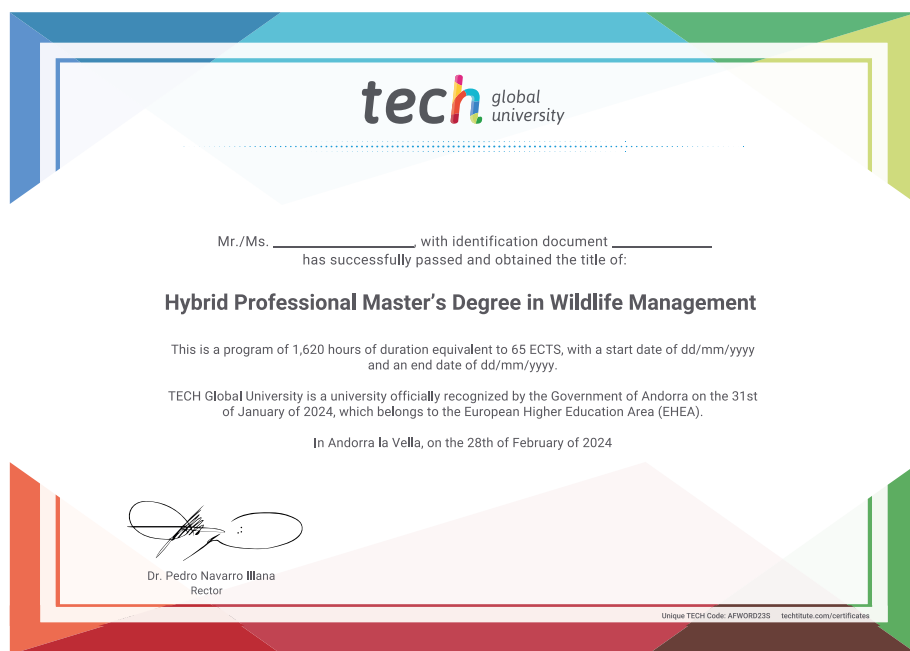 tech global
university
Mr./Ms. ____________________, with identification document ______________
has successfully passed and obtained the title of:
Hybrid Professional Master’s Degree in Wildlife Management
This is a program of 1,620 hours of duration equivalent to 65 ECTS, with a start date of dd/mm/yyyy
and an end date of dd/mm/yyyy.
TECH Global University is a university officially recognized by the Government of Andorra on the 31st
of January of 2024, which belongs to the European Higher Education Area (EHEA).
In Andorra la Vella, on the 28th of February of 2024
Dr. Pedro Navarro Illana
Rector
Unique TECH Code: AFWORD23S techtitute.com/certificates